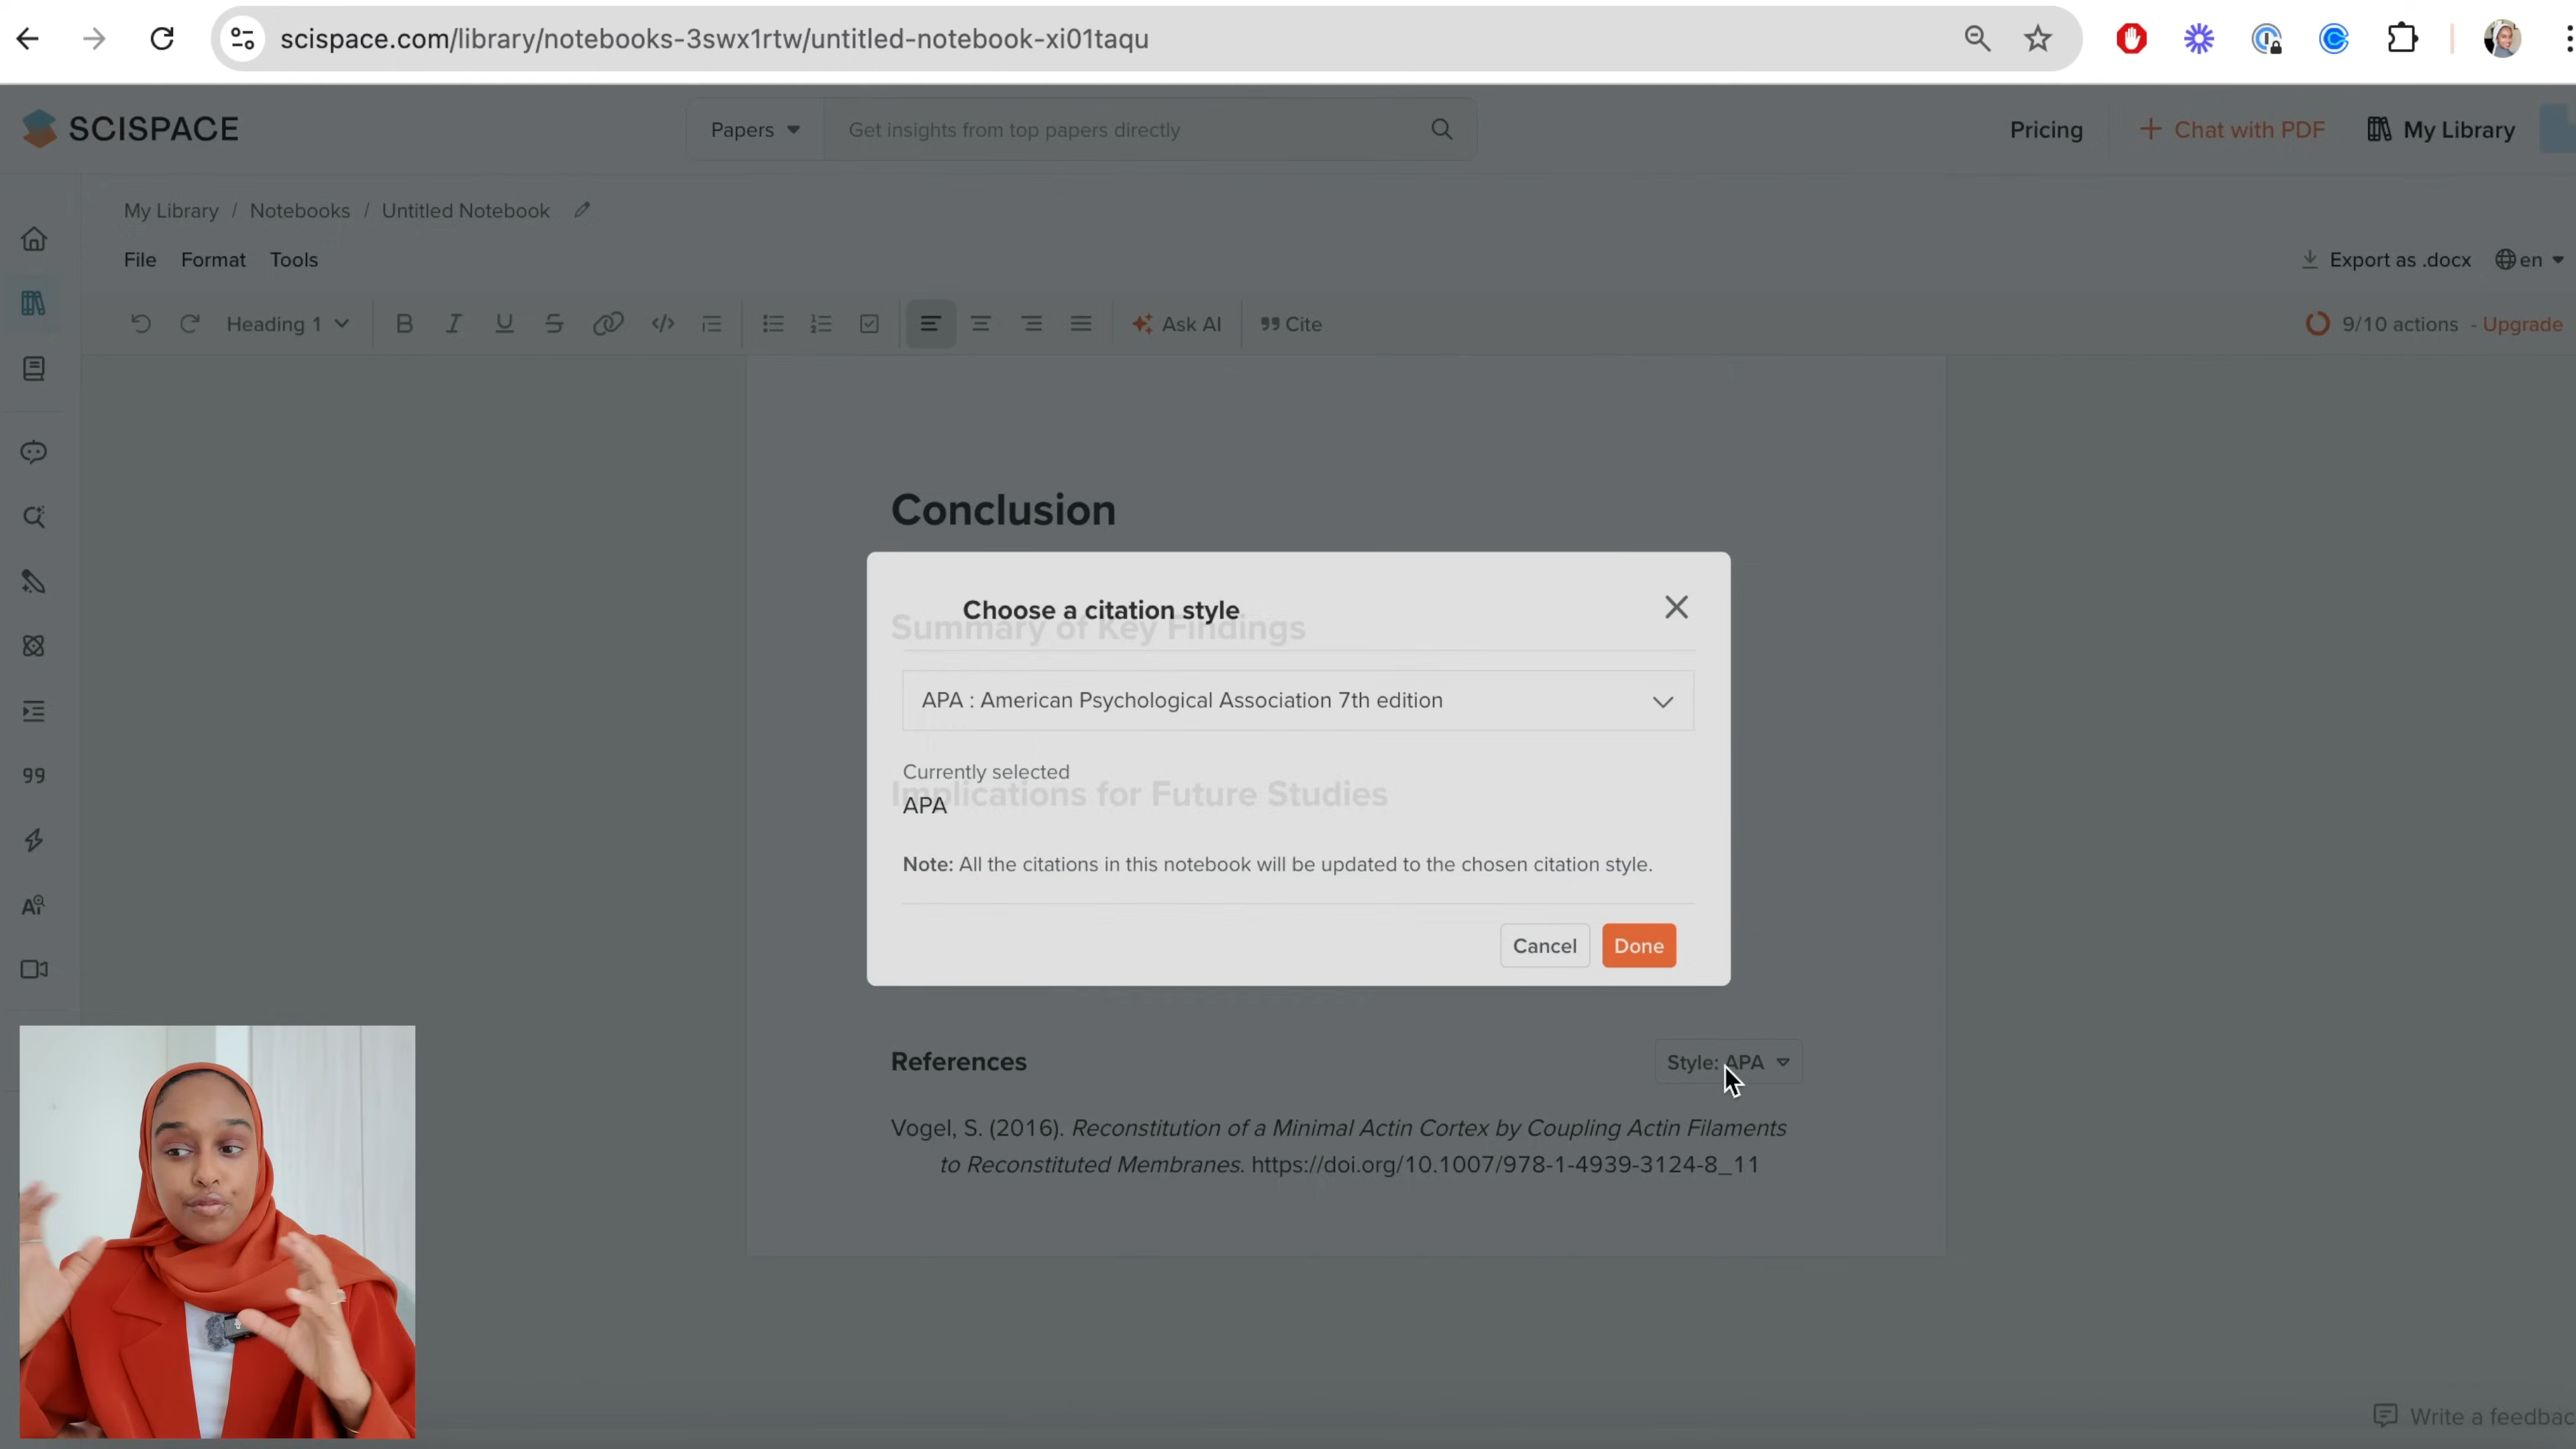 scispace.com/library/notebooks-3swx1rtw/untitled-notebook-xi01taqu
SCISPACE
Papers
Get insights from top papers directly
Pricing
+ Chat with PDF
My Library
My Library / Notebooks / Untitled Notebook
File Format Tools
Export as .docx
en
Heading 1
B I U S
Ask AI
Cite
9/10 actions - Upgrade
Conclusion
Choose a citation style
Summary of Key Findings
APA : American Psychological Association 7th edition
Currently selected
Implications for Future Studies
APA
Note: All the citations in this notebook will be updated to the chosen citation style.
Cancel
Done
References
Style: APA
Vogel, S. (2016). Reconstitution of a Minimal Actin Cortex by Coupling Actin Filaments
to Reconstituted Membranes. https://doi.org/10.1007/978-1-4939-3124-8_11
Write a feedbac